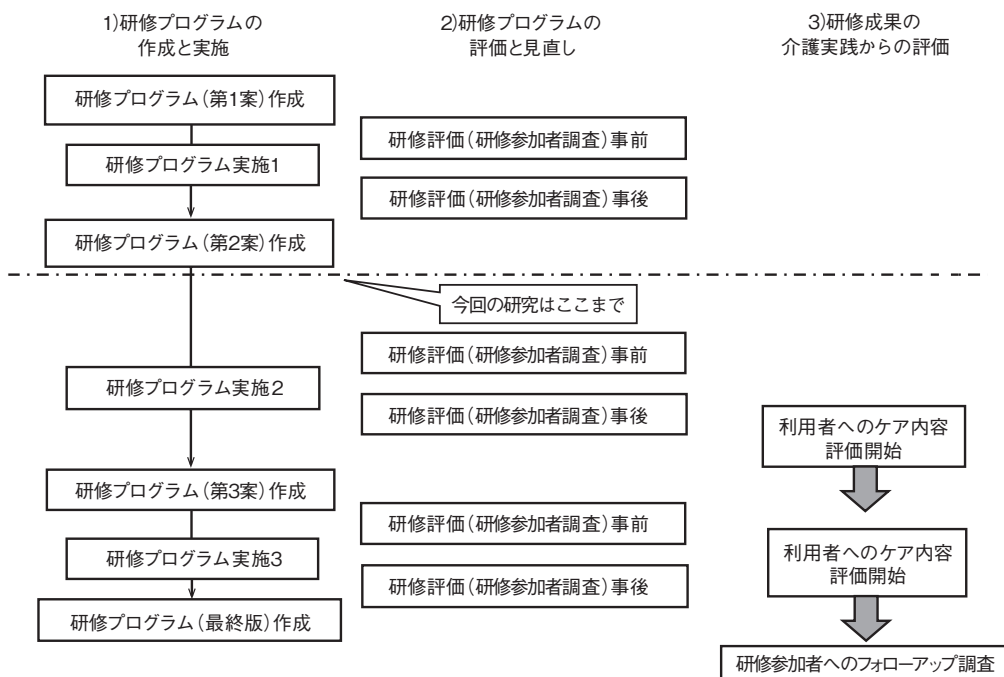 1)研修プログラムの
作成と実施
2)研修プログラムの
評価と見直し
3)研修成果の
介護実践からの評価
研修プログラム(第1案)作成
研修評価(研修参加者調査)事前
研修プログラム実施1
研修評価(研修参加者調査)事後
研修プログラム(第2案)作成
今回の研究はここまで
研修評価(研修参加者調査)事前
研修プログラム実施2
研修評価(研修参加者調査)事後
利用者へのケア内容
評価開始
研修プログラム(第3案)作成
研修評価(研修参加者調査)事前
研修プログラム実施3
利用者へのケア内容
評価開始
研修評価(研修参加者調査)事後
研修プログラム(最終版)作成
研修参加者へのフォローアップ調査